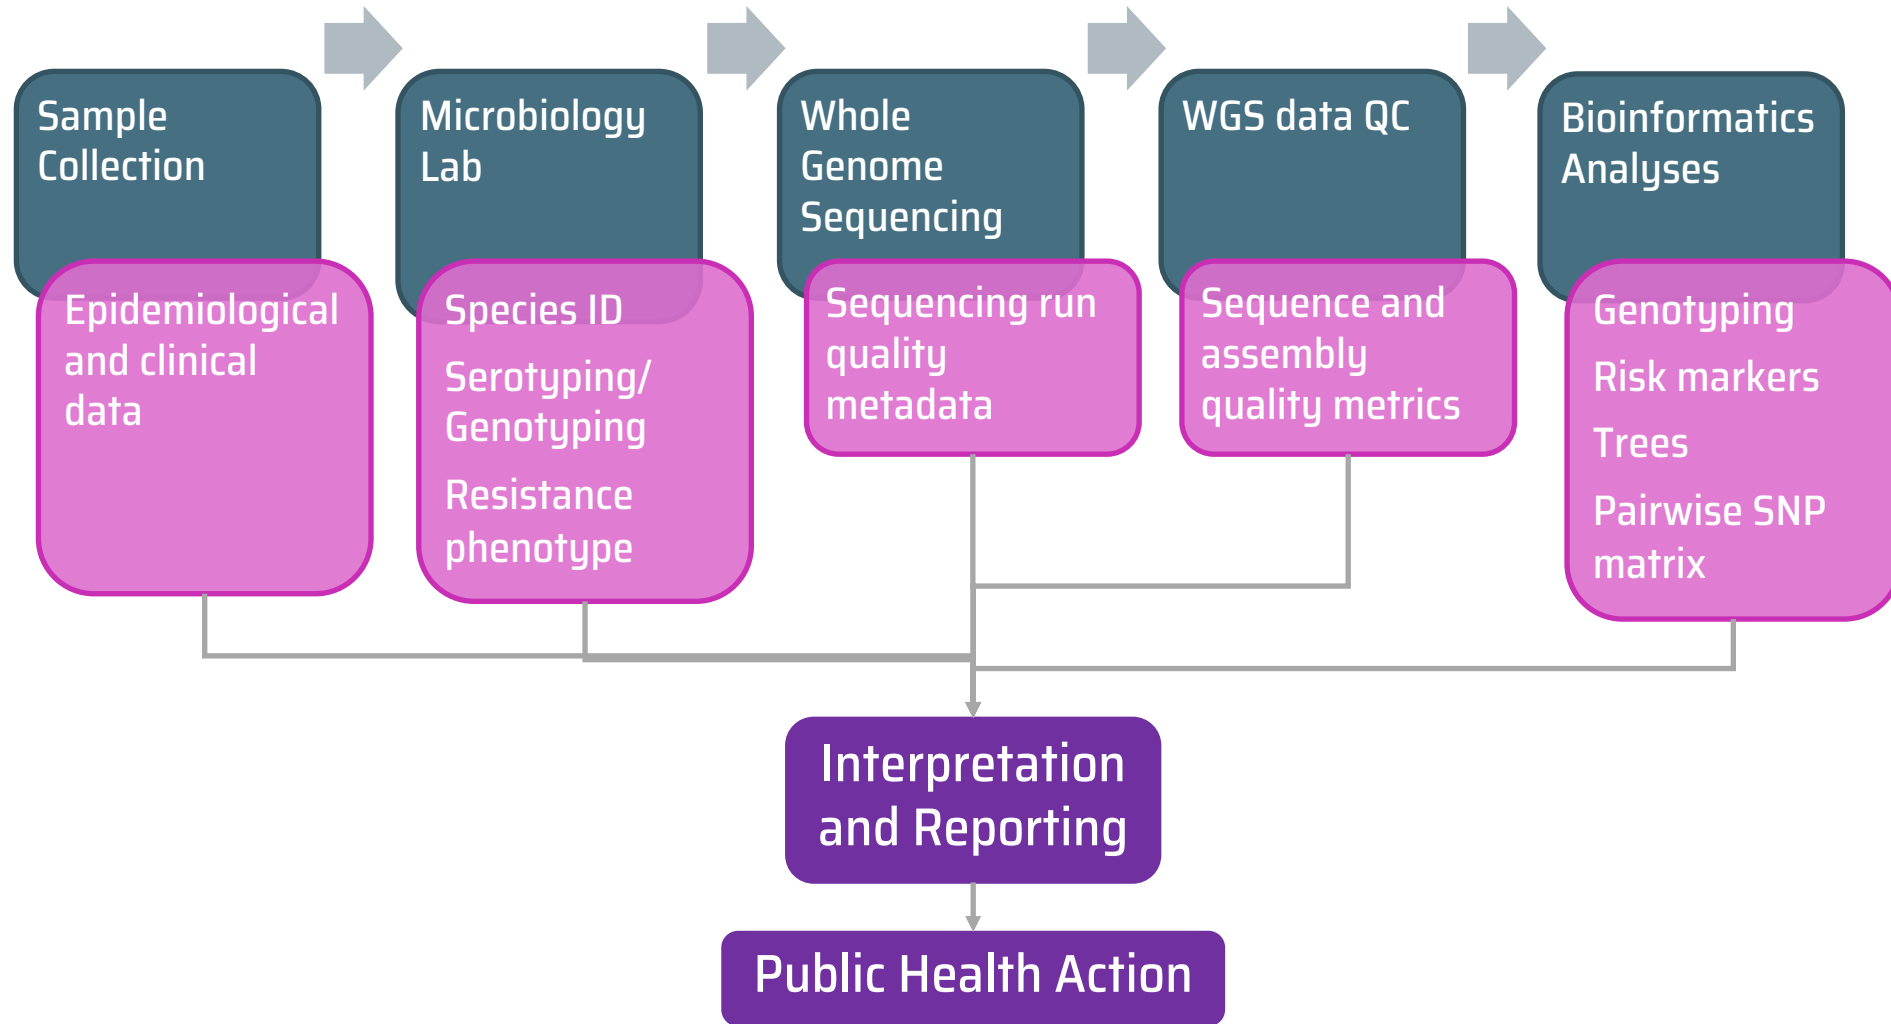 Sample
Collection
Microbiology
Lab
Whole
Genome
Sequencing
WGS data QC
Bioinformatics
Analyses
Epidemiological
and clinical
data
Species ID
Serotyping/
Genotyping
Resistance
phenotype
Sequencing run
quality
metadata
Sequence and
assembly
quality metrics
Genotyping
Risk markers
Trees
Pairwise SNP
matrix
Interpretation
and Reporting
Public Health Action